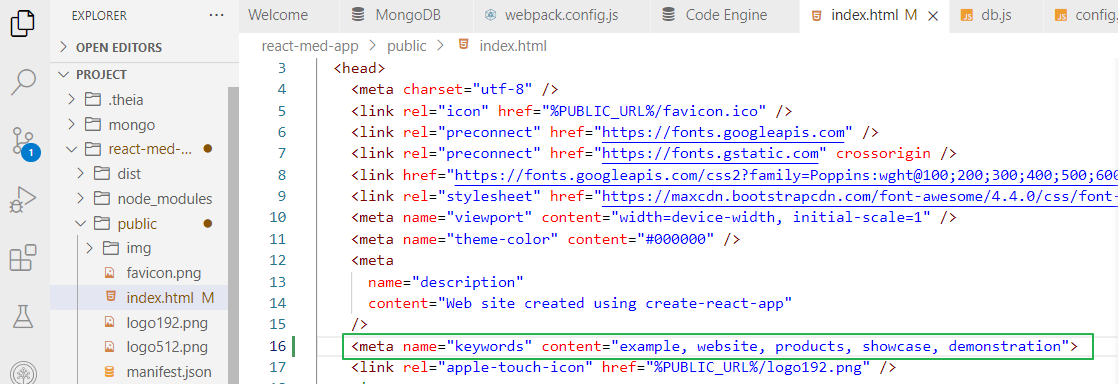 EXPLORER ···
Welcome MongoDB webpack.config.js Code Engine index.html M db.js config.
OPEN EDITORS
PROJECT
.theia
mongo
react-med-...
dist
node_modules
public
img
favicon.png
index.html M
logo192.png
logo512.png
manifest.json
1
react-med-app > public > index.html
3 <head>
4 <meta charset="utf-8" />
5 <link rel="icon" href="%PUBLIC_URL%/favicon.ico" />
6 <link rel="preconnect" href="https://fonts.googleapis.com" />
7 <link rel="preconnect" href="https://fonts.gstatic.com" crossorigin />
8 <link href="https://fonts.googleapis.com/css2?family=Poppins:wght@100;200;300;400;500;600
9 <link rel="stylesheet" href="https://maxcdn.bootstrapcdn.com/font-awesome/4.4.0/css/font-
10 <meta name="viewport" content="width=device-width, initial-scale=1" />
11 <meta name="theme-color" content="#000000" />
12 <meta
13 name="description"
14 content="Web site created using create-react-app"
15 />
16 <meta name="keywords" content="example, website, products, showcase, demonstration">
17 <link rel="apple-touch-icon" href="%PUBLIC_URL%/logo192.png" />